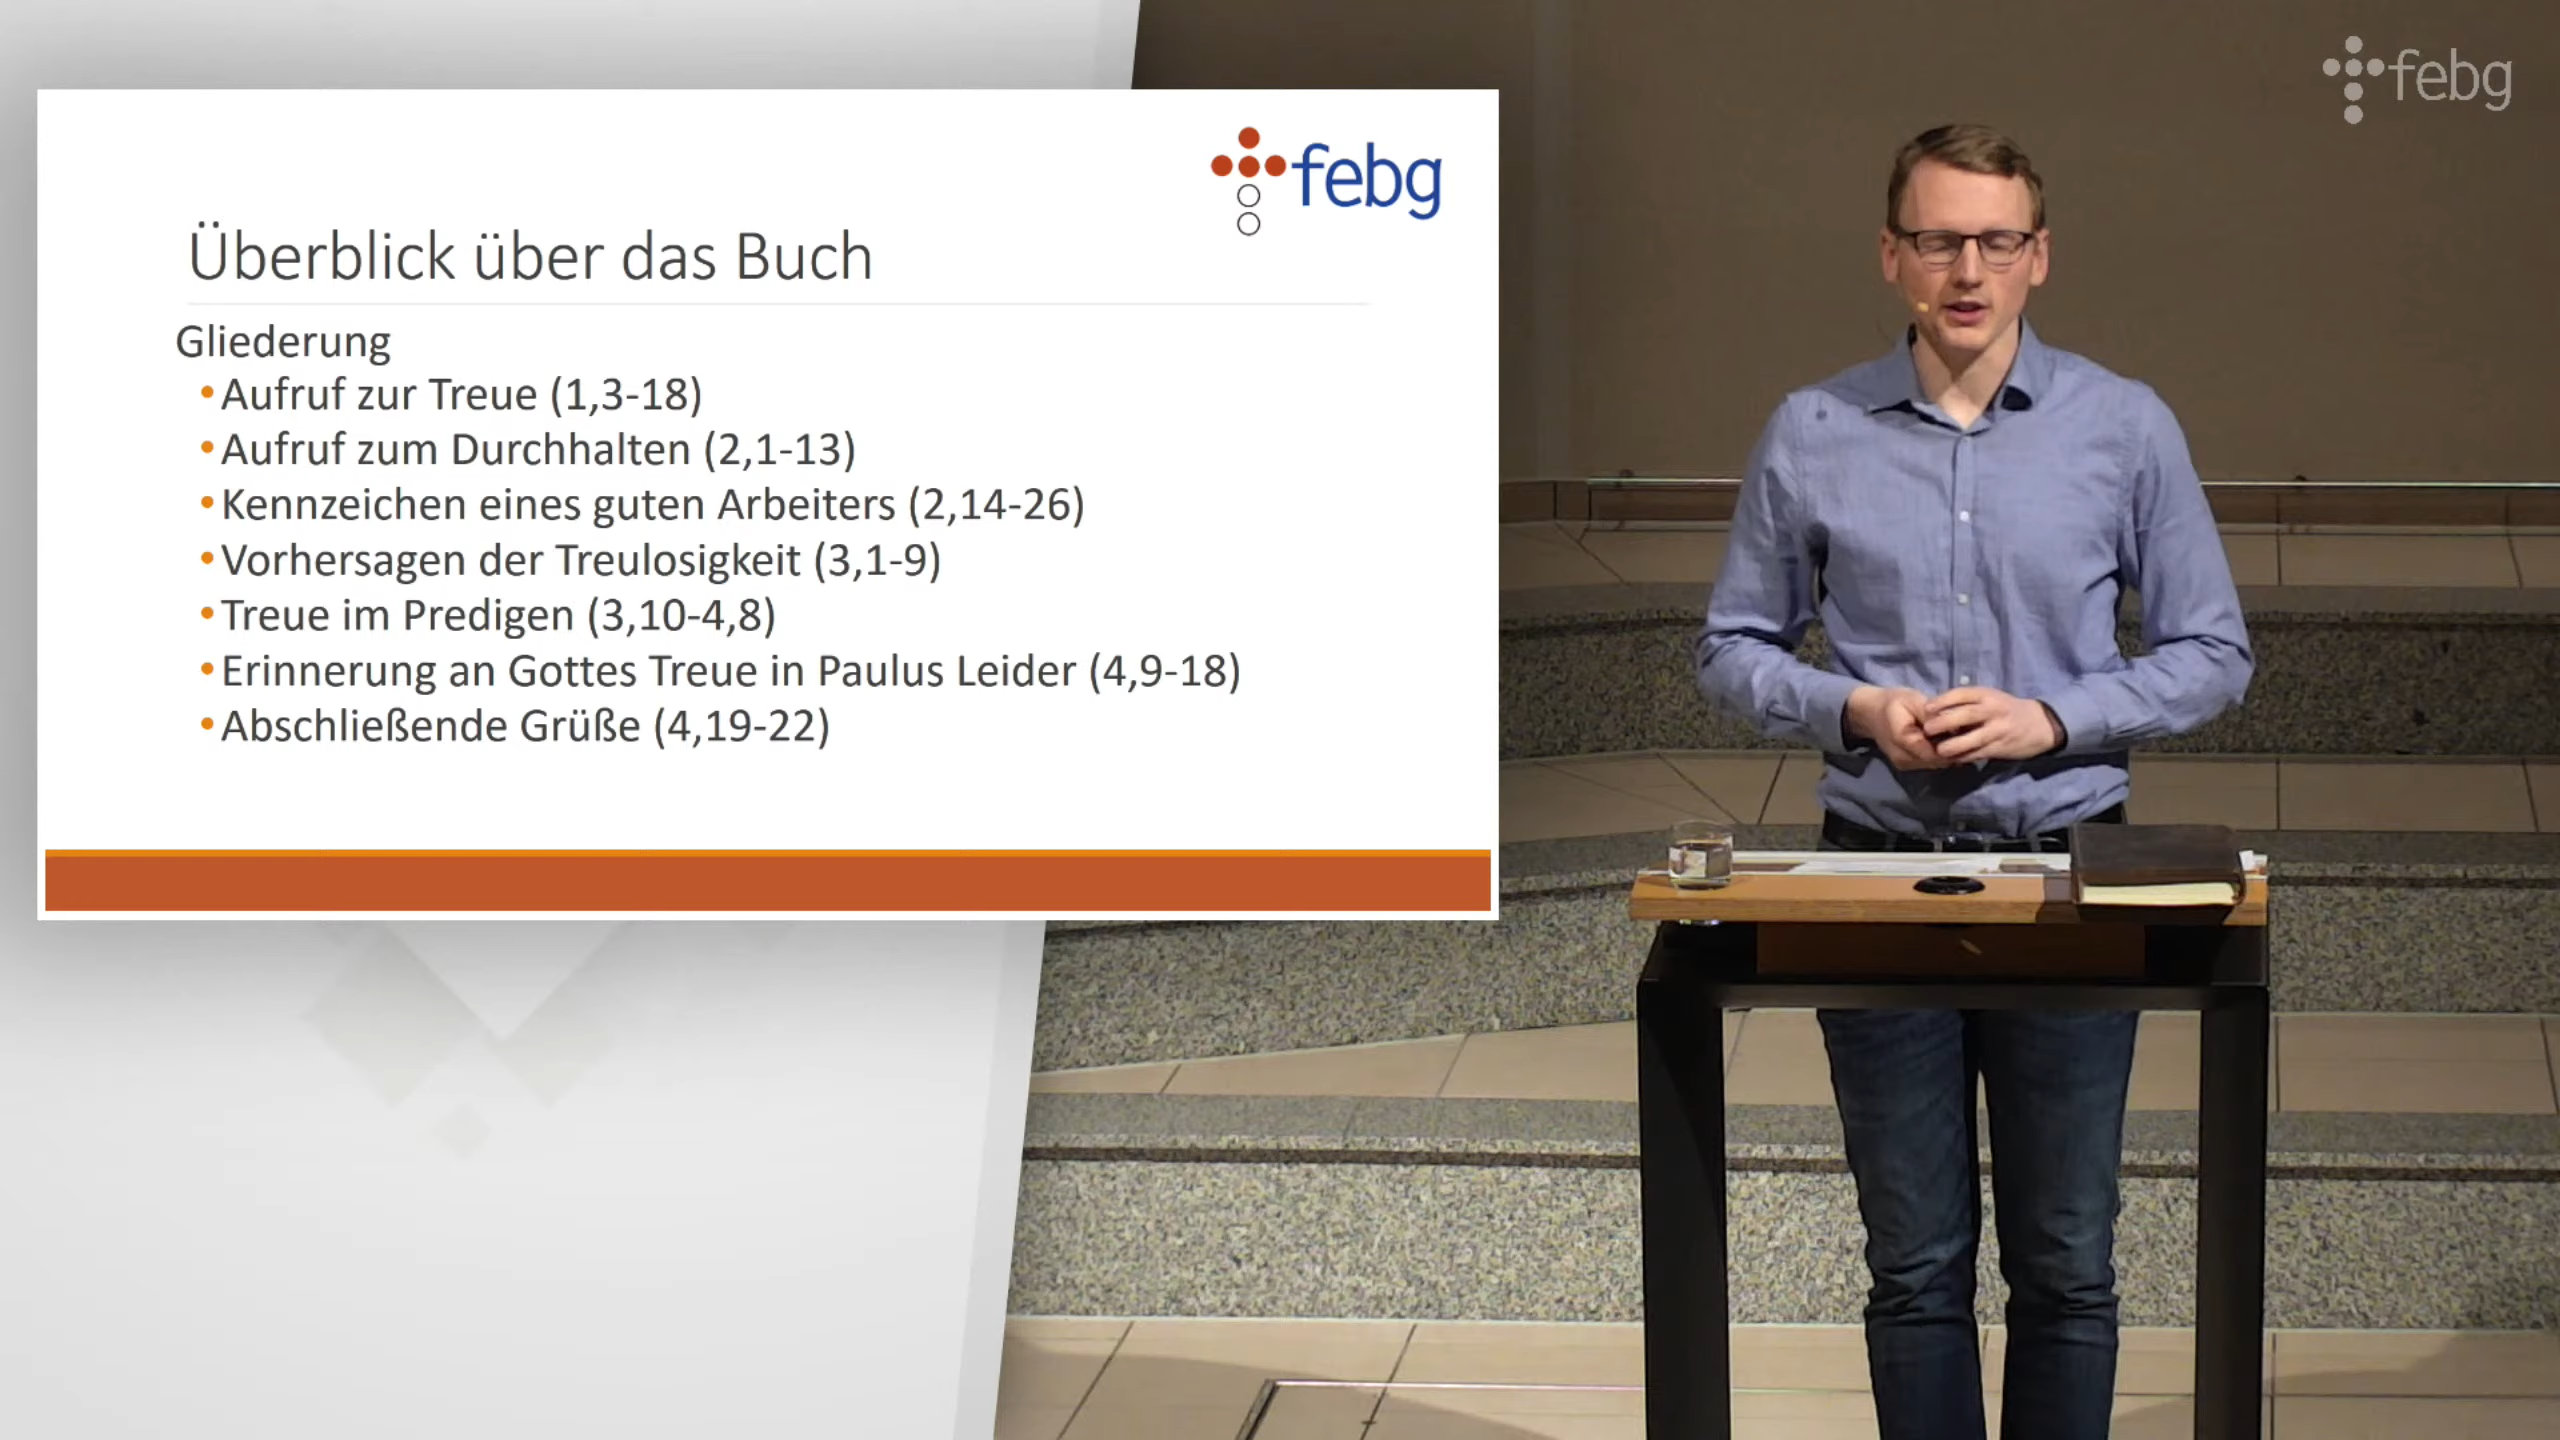 febg
febg
Überblick über das Buch
Gliederung
•Aufruf zur Treue (1,3-18)
•Aufruf zum Durchhalten (2,1-13)
•Kennzeichen eines guten Arbeiters (2,14-26)
•Vorhersagen der Treulosigkeit (3,1-9)
•Treue im Predigen (3,10-4,8)
•Erinnerung an Gottes Treue in Paulus Leider (4,9-18)
•Abschließende Grüße (4,19-22)